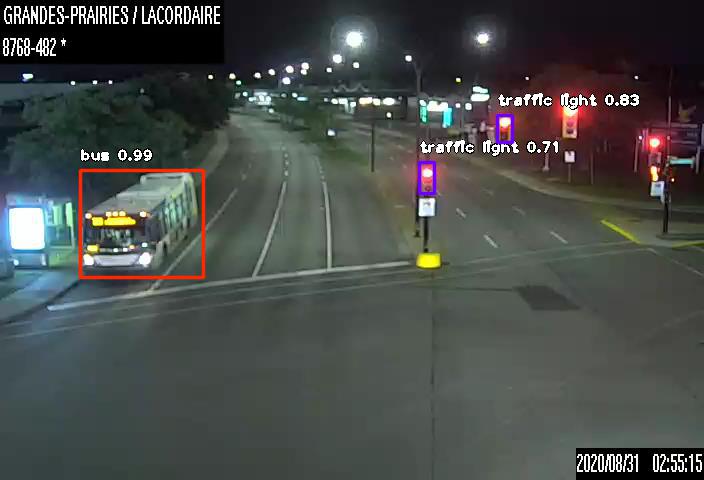 GRANDES-PRAIRIES / LACORDAIRE
8768-482 *
traffic light 0.83
traffic light 0.71
bus 0.99
2020/08/31 02:55:15